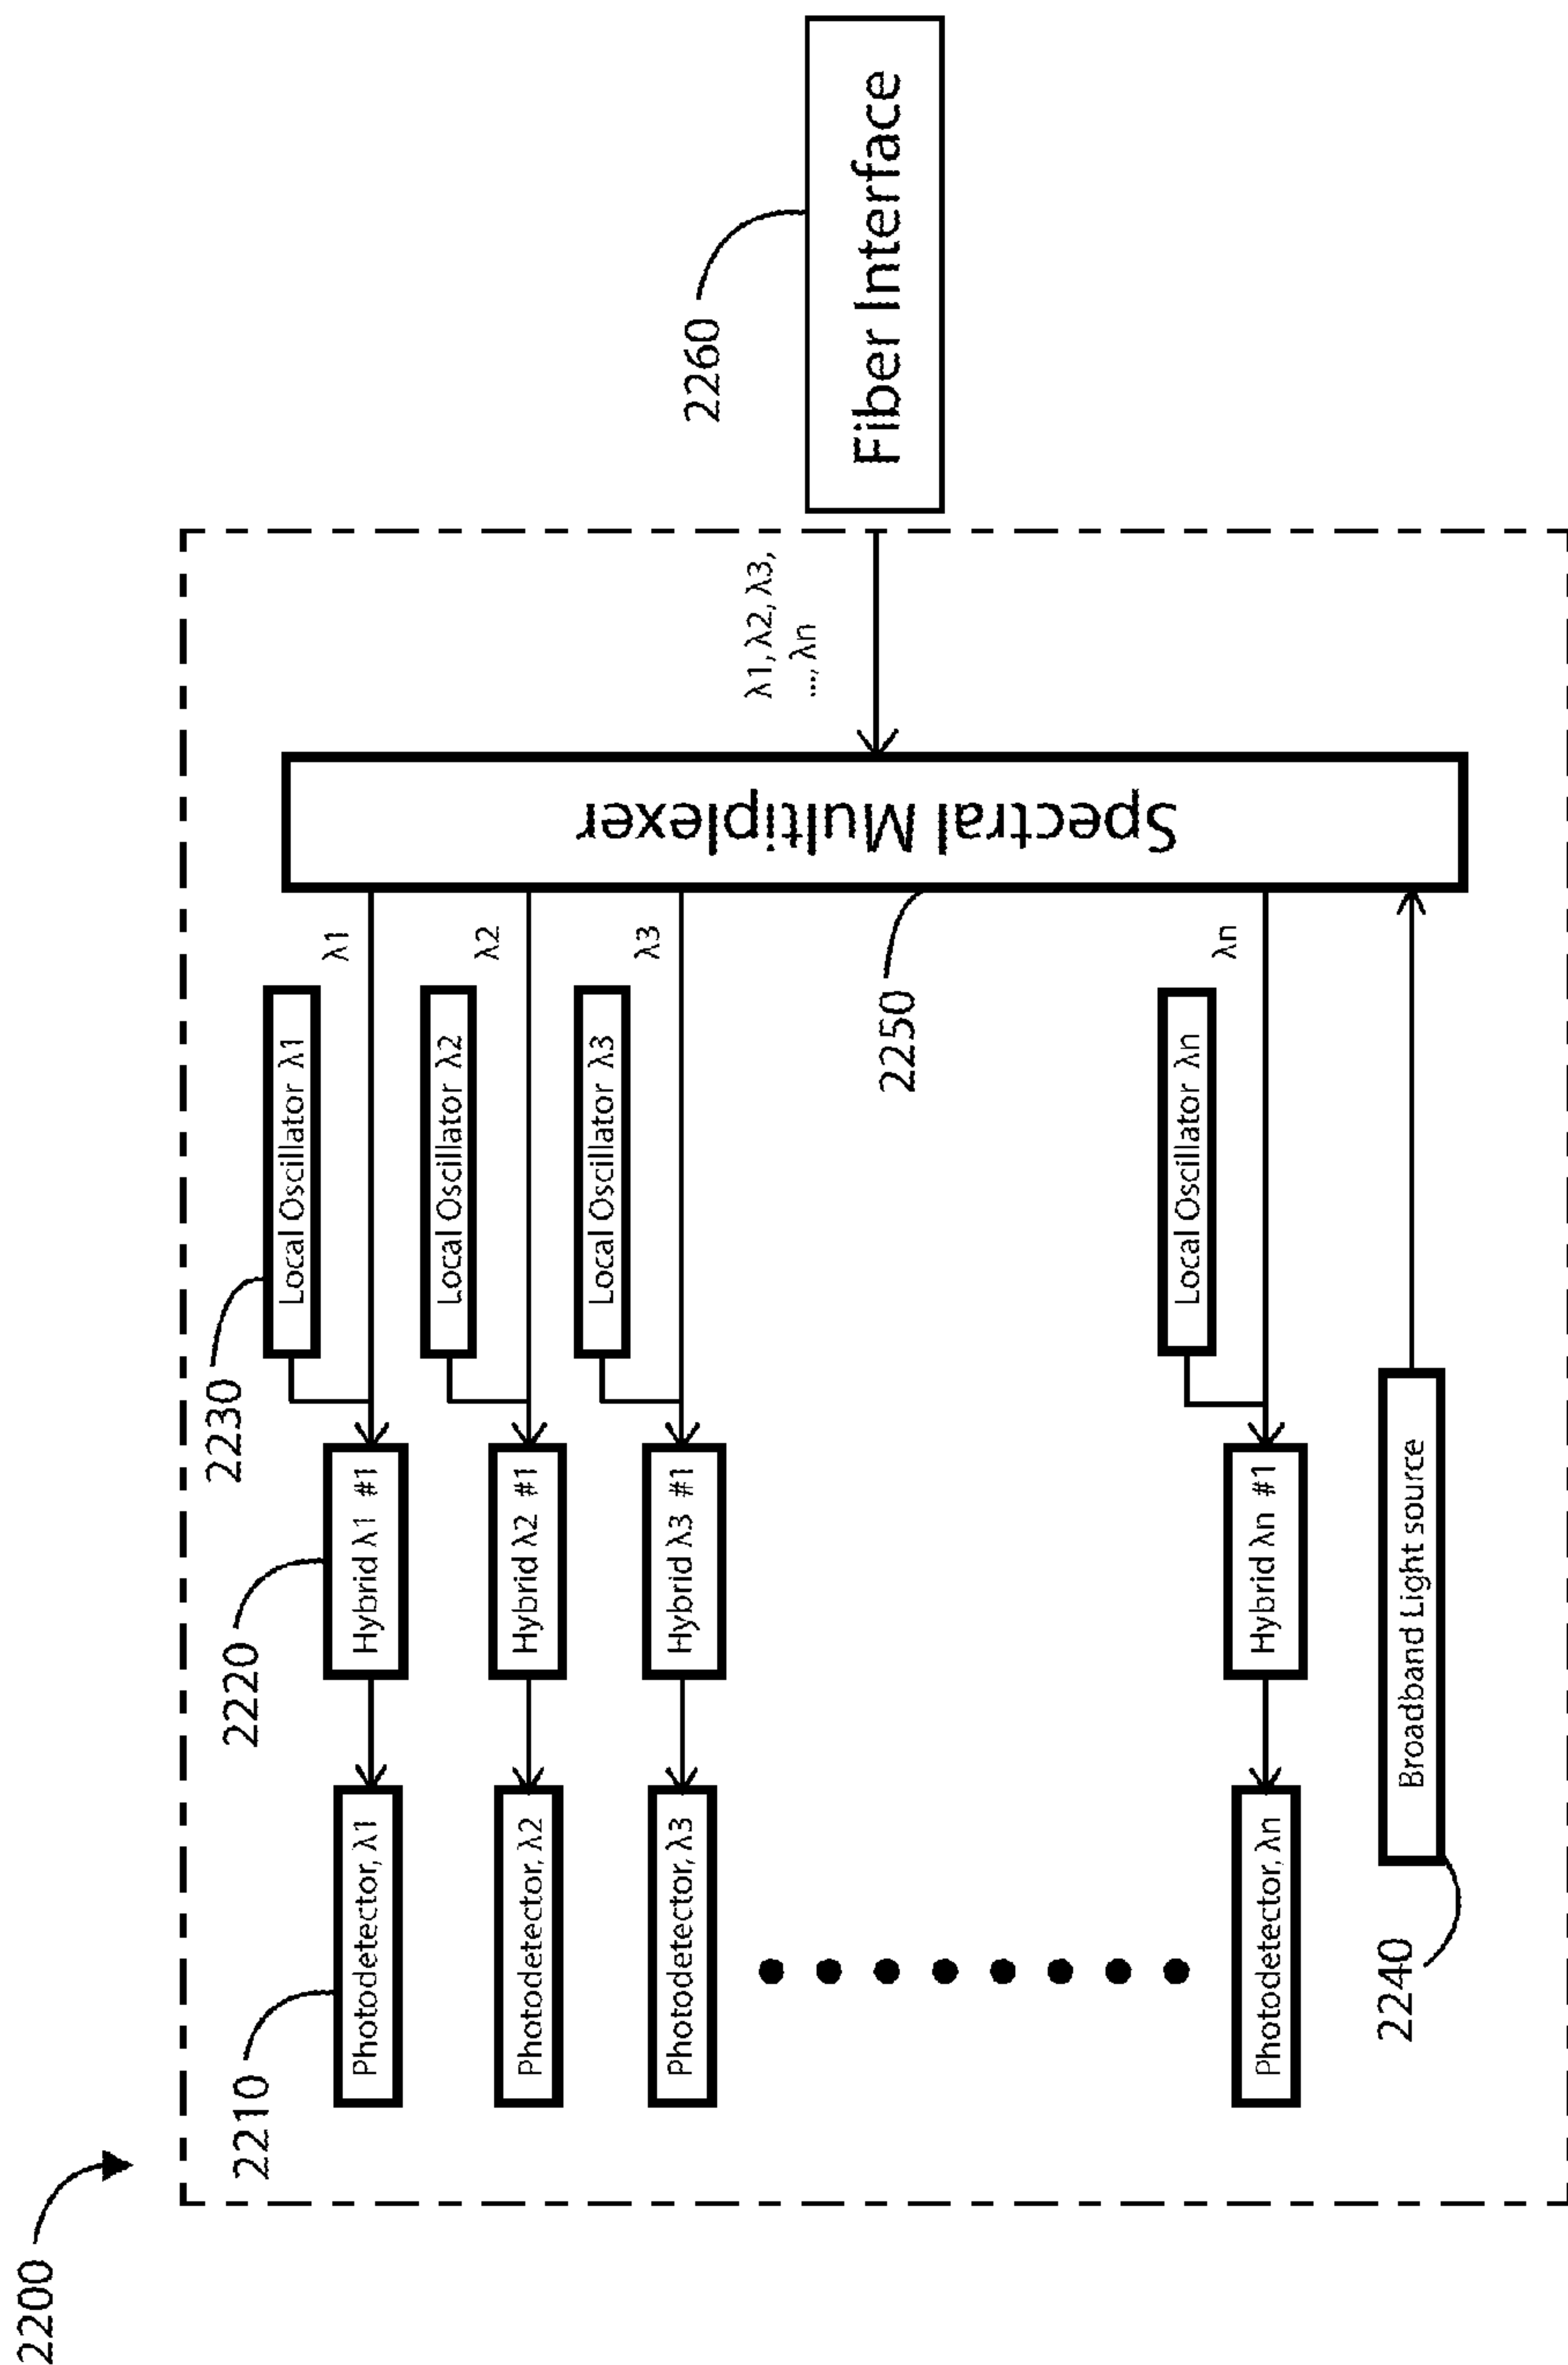 2200
2210
2220
2230
Photodetector, λ1
Hybrid λ1 #1
Local Oscillator λ1
λ1
Photodetector, λ2
Hybrid λ2 #1
Local Oscillator λ2
λ2
Photodetector, λ3
Hybrid λ3 #1
Local Oscillator λ3
λ3
Photodetector, λn
Hybrid λn #1
Local Oscillator λn
λn
2240
Broadband Light source
2250
Spectral Multiplexer
λ1, λ2, λ3,
..., λn
2260
Fiber Interface